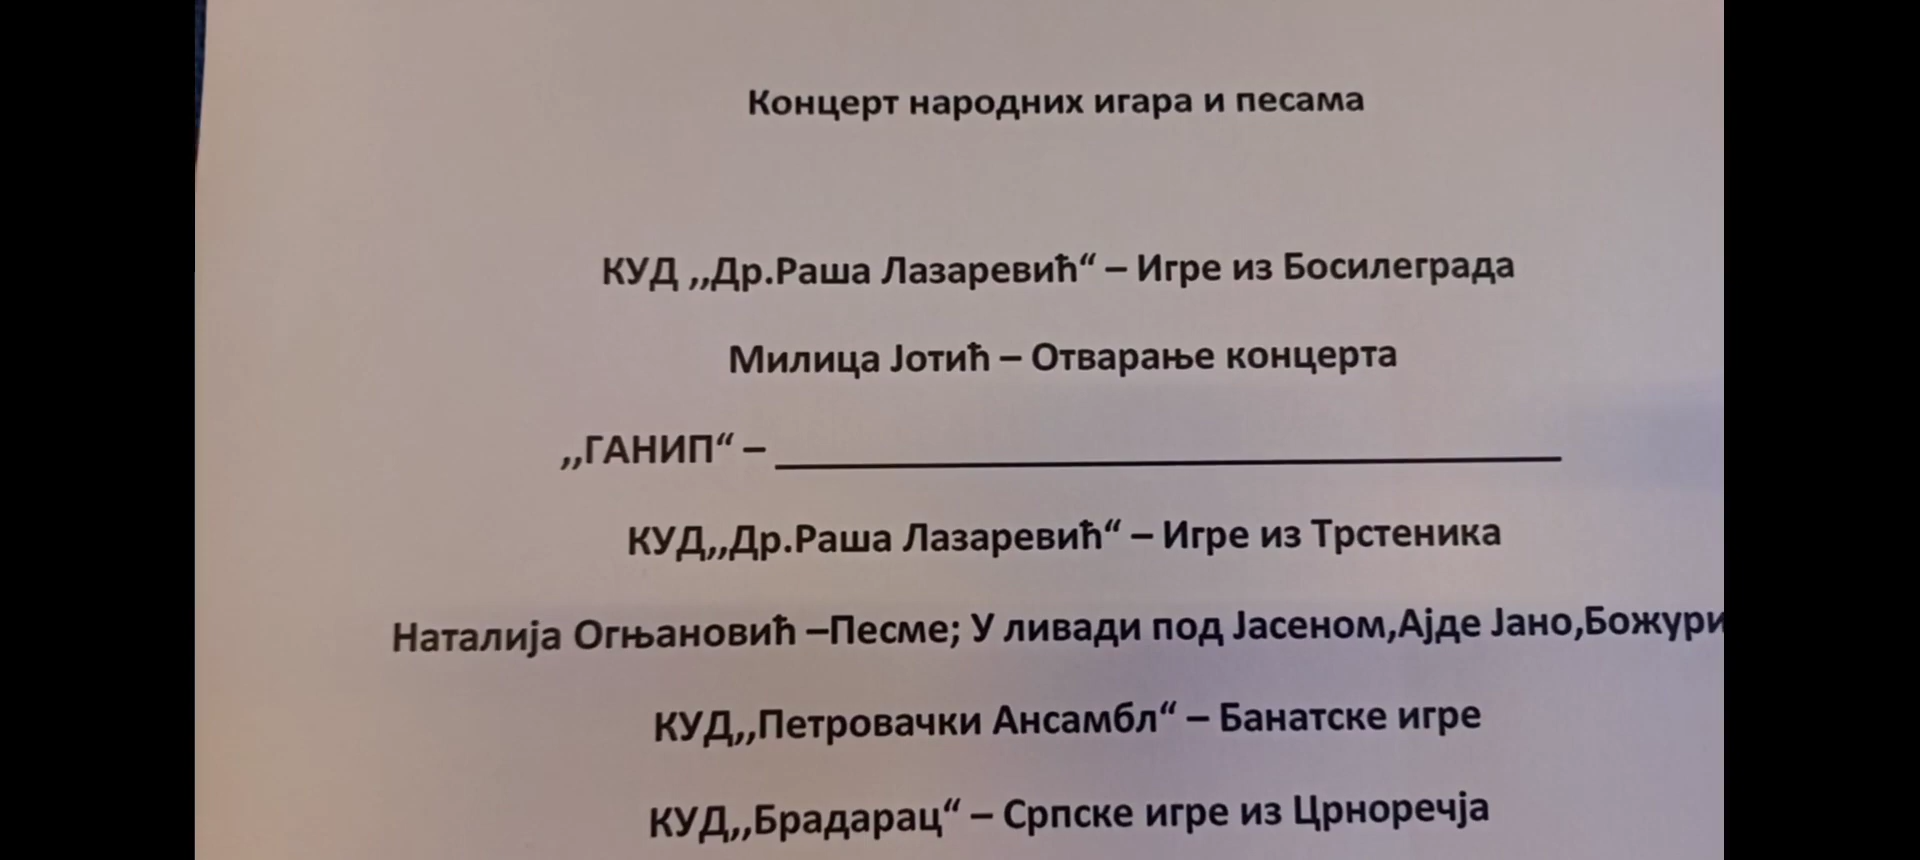 Концерт народних игара и песама
КУД ,,Др.Раша Лазаревић“ – Игре из Босилеграда
Милица Јотић – Отварање концерта
,,ГАНИП“ – ______________________________
КУД,,Др.Раша Лазаревић“ – Игре из Трстеника
Наталија Огњановић –Песме; У ливади под Јасеном,Ајде Јано,Божури
КУД,,Петровачки Ансамбл“ – Банатске игре
КУД,,Брадарац“ – Српске игре из Црноречја